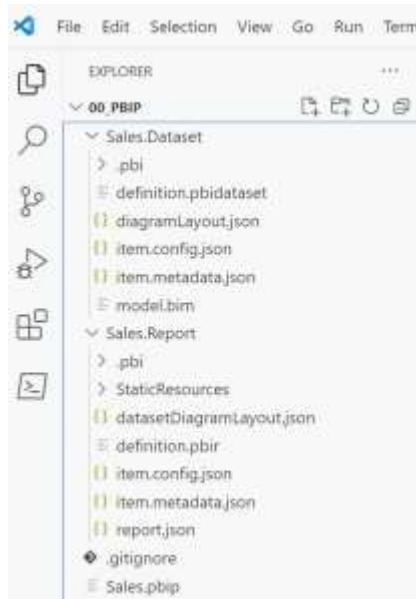 File Edit Selection View Go Run Term
EXPLORER
00_PBIP
Sales.Dataset
.pbi
definition.pbidataset
diagramLayout.json
item.config.json
item.metadata.json
model.bim
Sales.Report
.pbi
StaticResources
datasetDiagramLayout.json
definition.pbir
item.config.json
item.metadata.json
report.json
.gitignore
Sales.pbip